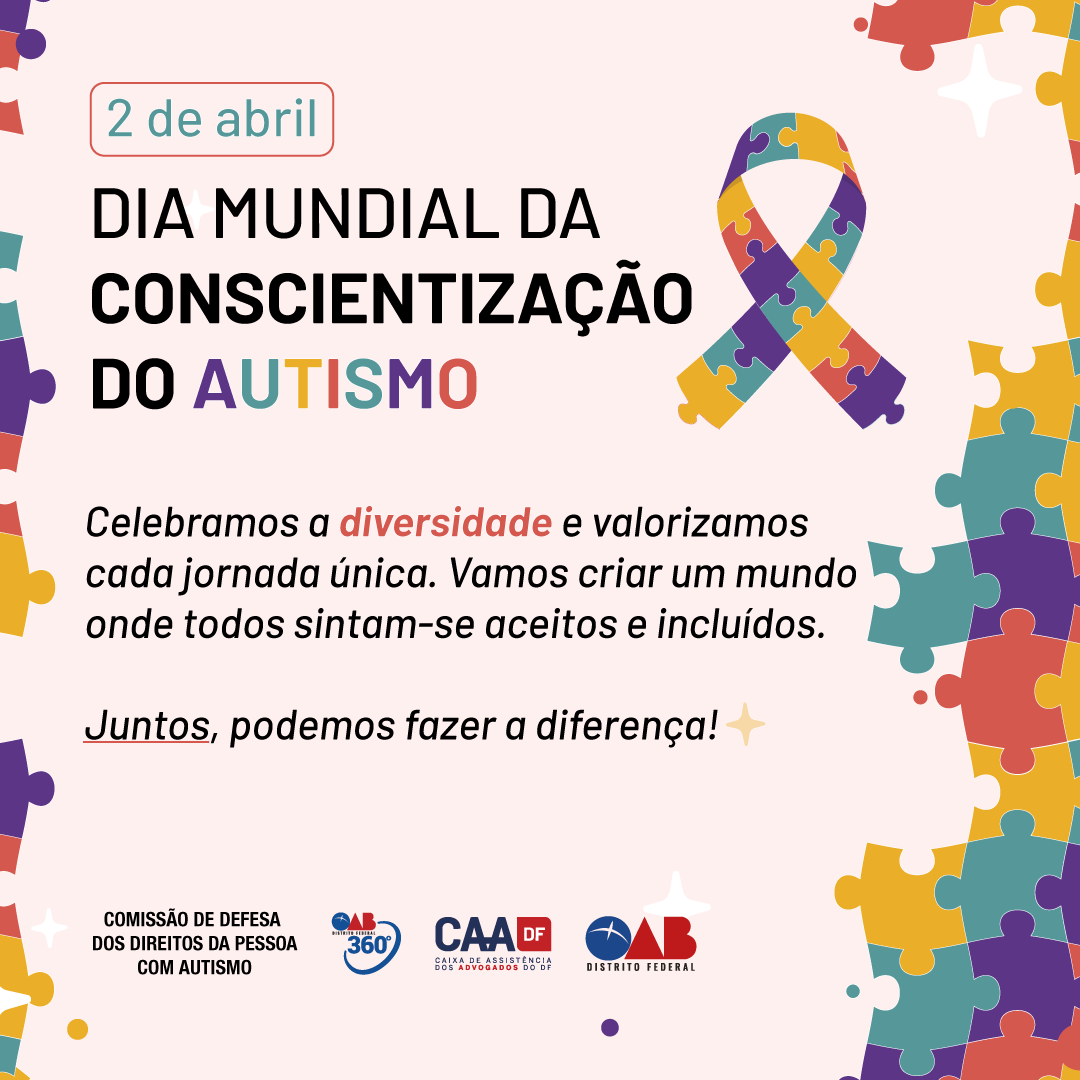 2 de abril
DIA MUNDIAL DA
CONSCIENTIZAÇÃO
DO AUTISMO
Celebramos a diversidade e valorizamos
cada jornada única. Vamos criar um mundo
onde todos sintam-se aceitos e incluídos.
Juntos, podemos fazer a diferença!
COMISSÃO DE DEFESA
DOS DIREITOS DA PESSOA
COM AUTISMO
OAB
DISTRITO FEDERAL
360º
CAA DF
CAIXA DE ASSISTÊNCIA
DOS ADVOGADOS DO DF
OAB
DISTRITO FEDERAL